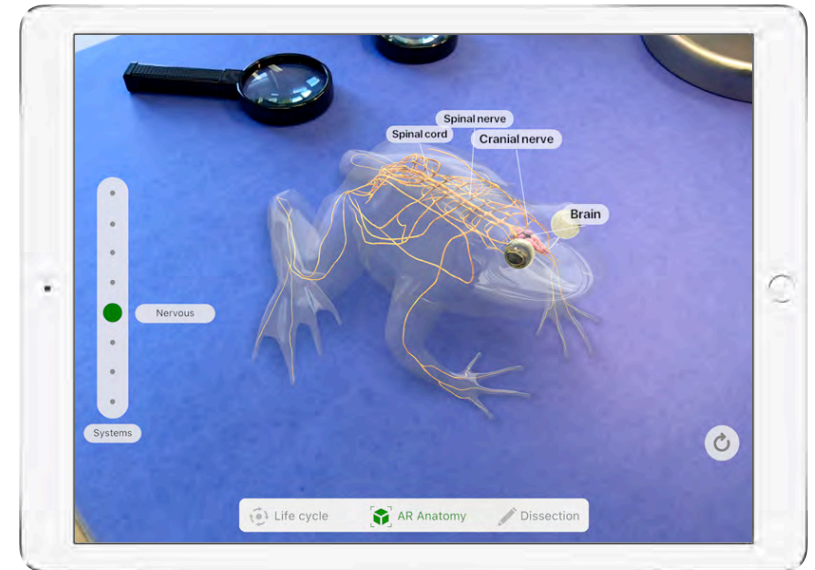 Spinal nerve
Spinal cord
Cranial nerve
Brain
Nervous
Systems
Life cycle
AR Anatomy
Dissection